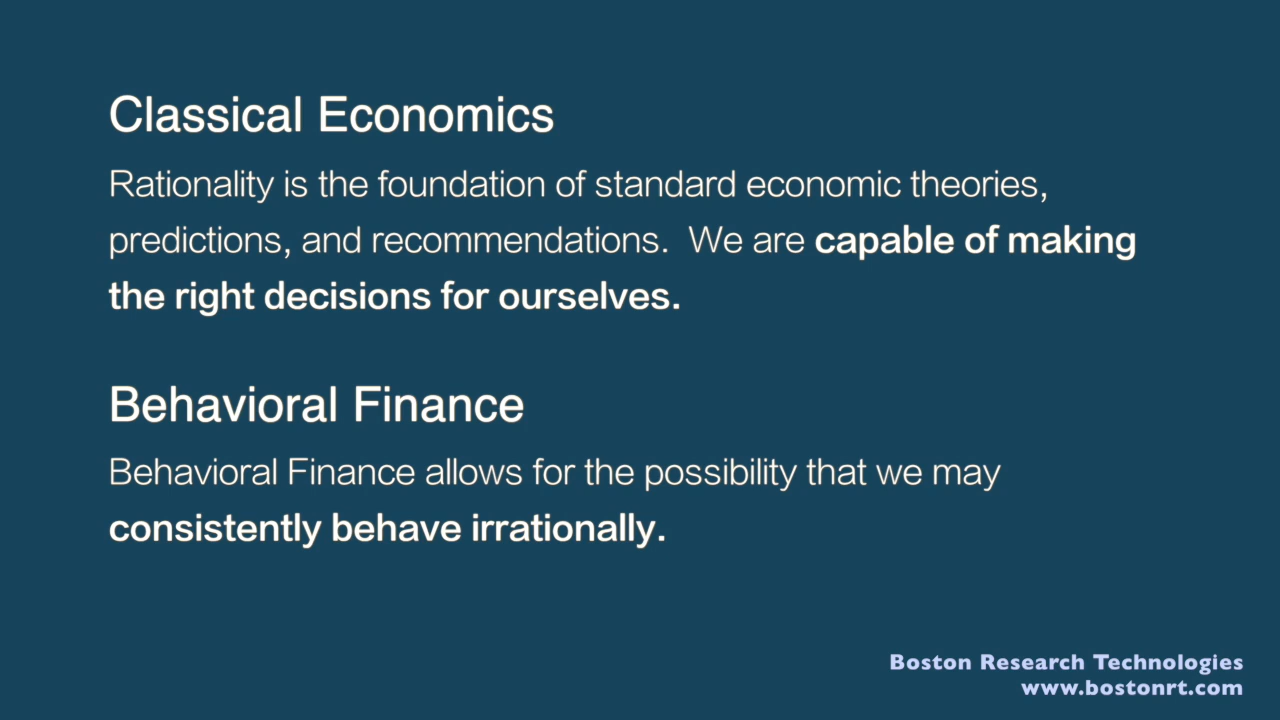 Classical Economics
Rationality is the foundation of standard economic theories,
predictions, and recommendations.  We are capable of making
the right decisions for ourselves.
Behavioral Finance
Behavioral Finance allows for the possibility that we may
consistently behave irrationally.
Boston Research Technologies
www.bostonrt.com